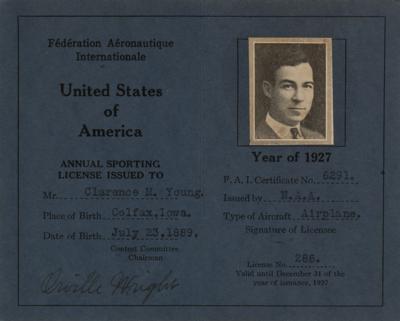 Fédération Aéronautique
Internationale
United States
of
America
ANNUAL SPORTING
LICENSE ISSUED TO
Mr. Clarence M. Young.
Place of Birth Colfax, Iowa.
Date of Birth July 23, 1889.
Contest Committee
Chairman
Orville Wright
Year of 1927
F. A. I. Certificate No. 6291.
Issued by N.A.A.
Type of Aircraft Airplane.
Signature of Licensee
License No. 286.
Valid until December 31 of the
year of issuance, 1927